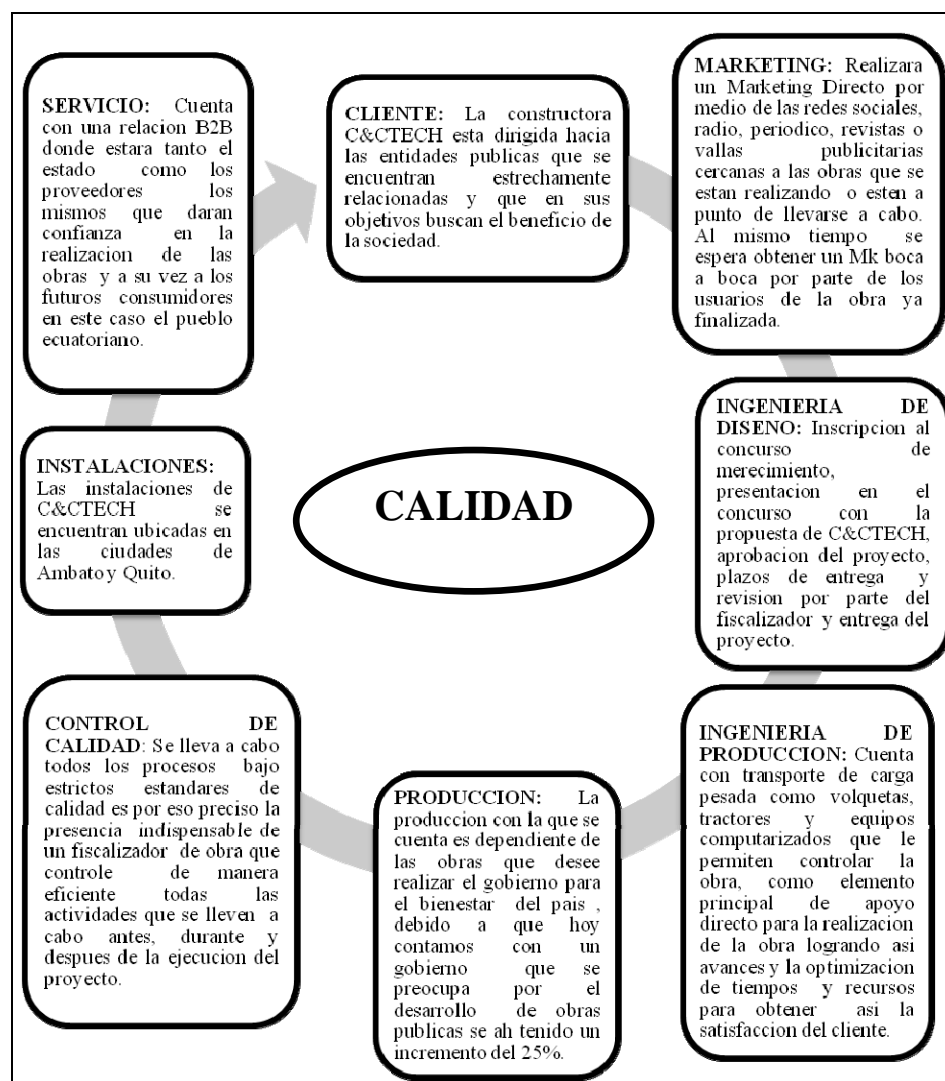 SERVICIO: Cuenta
con una relacion B2B
donde estara tanto el
estado como los
proveedores los
mismos que daran
confianza en la
realizacion de las
obras y a su vez a los
futuros consumidores
en este caso el pueblo
ecuatoriano.
CLIENTE: La constructora
C&CTECH esta dirigida hacia
las entidades publicas que se
encuentran estrechamente
relacionadas y que en sus
objetivos buscan el beneficio de
la sociedad.
MARKETING: Realizara
un Marketing Directo por
medio de las redes sociales,
radio, periodico, revistas o
vallas publicitarias
cercanas a las obras que se
estan realizando o esten a
punto de llevarse a cabo.
Al mismo tiempo se
espera obtener un Mk boca
a boca por parte de los
usuarios de la obra ya
finalizada.
INGENIERIA DE
DISENO: Inscripcion al
concurso de
merecimiento,
presentacion en el
concurso con la
propuesta de C&CTECH,
aprobacion del proyecto,
plazos de entrega y
revision por parte del
fiscalizador y entrega del
proyecto.
INGENIERIA DE
PRODUCCION: Cuenta
con transporte de carga
pesada como volquetas,
tractores y equipos
computarizados que le
permiten controlar la
obra, como elemento
principal de apoyo
directo para la realizacion
de la obra logrando asi
avances y la optimizacion
de tiempos y recursos
para obtener asi la
satisfaccion del cliente.
PRODUCCION: La
produccion con la que se
cuenta es dependiente de
las obras que desee
realizar el gobierno para
el bienestar del pais ,
debido a que hoy
contamos con un
gobierno que se
preocupa por el
desarrollo de obras
publicas se ah tenido un
incremento del 25%.
CONTROL DE
CALIDAD: Se lleva a cabo
todos los procesos bajo
estrictos estandares de
calidad es por eso preciso la
presencia indispensable de
un fiscalizador de obra que
controle de manera
eficiente todas las
actividades que se lleven a
cabo antes, durante y
despues de la ejecucion del
proyecto.
INSTALACIONES:
Las instalaciones de
C&CTECH se
encuentran ubicadas en
las ciudades de
Ambato y Quito.
CALIDAD